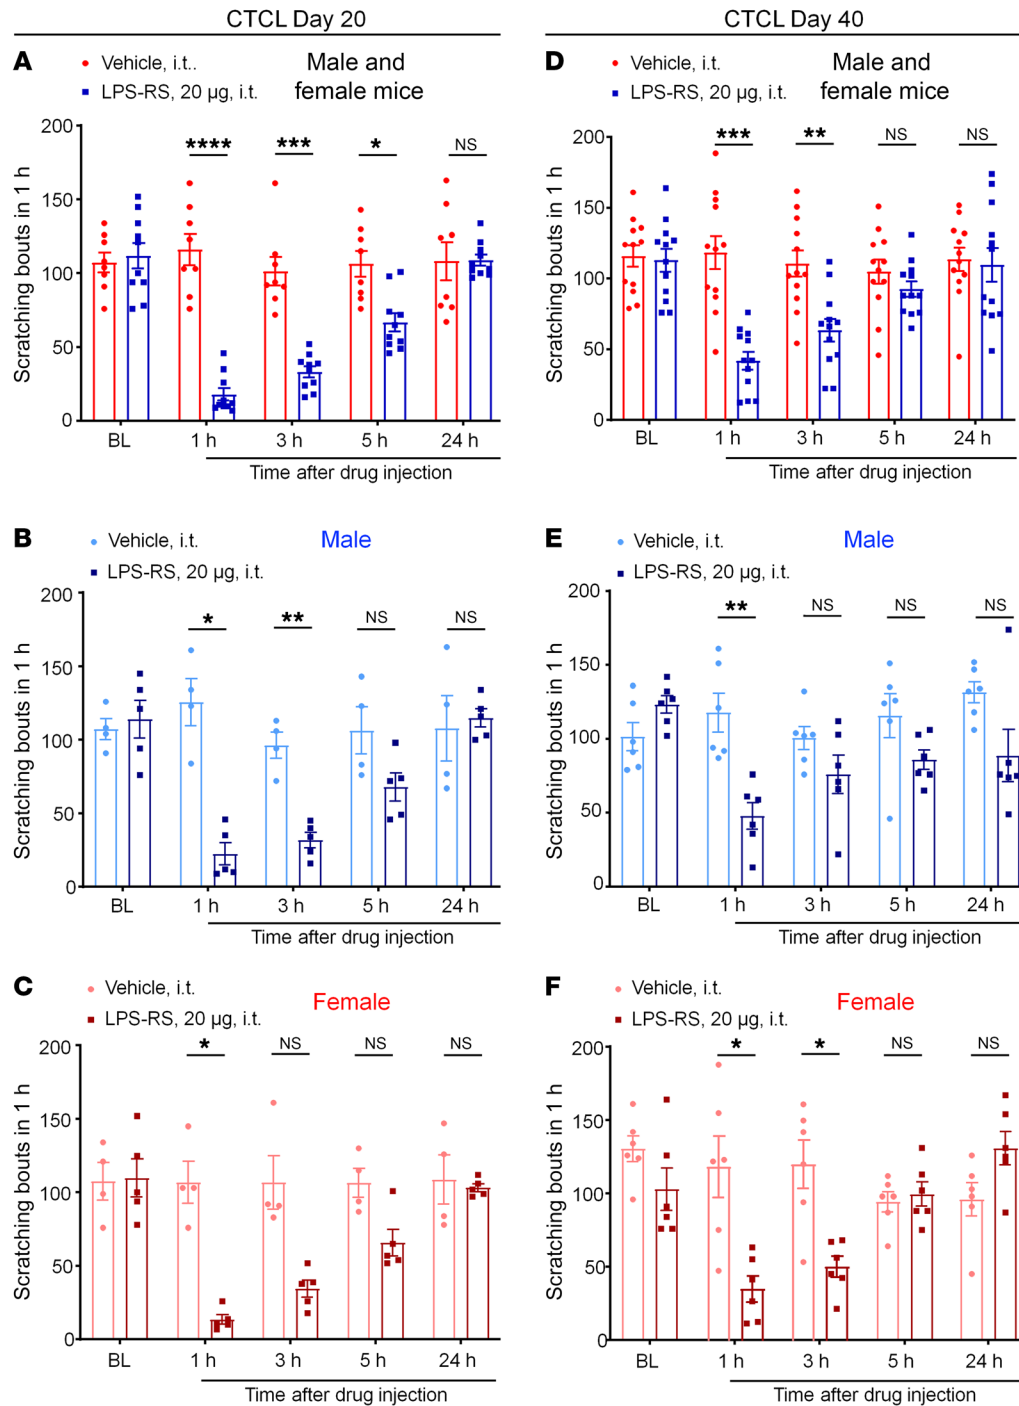 CTCL Day 20
A
Vehicle, i.t..
LPS-RS, 20 µg, i.t.
Male and
female mice
Scratching bouts in 1 h
200
150
100
50
0
****
***
*
NS
BL
1 h
3 h
5 h
24 h
Time after drug injection
B
Vehicle, i.t.
LPS-RS, 20 µg, i.t.
Male
Scratching bouts in 1 h
200
150
100
50
0
*
**
NS
NS
BL
1 h
3 h
5 h
24 h
Time after drug injection
C
Vehicle, i.t.
LPS-RS, 20 µg, i.t.
Female
Scratching bouts in 1 h
200
150
100
50
0
*
NS
NS
NS
BL
1 h
3 h
5 h
24 h
Time after drug injection
CTCL Day 40
D
Vehicle, i.t.
LPS-RS, 20 µg, i.t.
Male and
female mice
Scratching bouts in 1 h
200
150
100
50
0
***
**
NS
NS
BL
1 h
3 h
5 h
24 h
Time after drug injection
E
Vehicle, i.t.
LPS-RS, 20 µg, i.t.
Male
Scratching bouts in 1 h
200
150
100
50
0
**
NS
NS
NS
BL
1 h
3 h
5 h
24 h
Time after drug injection
F
Vehicle, i.t.
LPS-RS, 20 µg, i.t.
Female
Scratching bouts in 1 h
200
150
100
50
0
*
*
NS
NS
BL
1 h
3 h
5 h
24 h
Time after drug injection